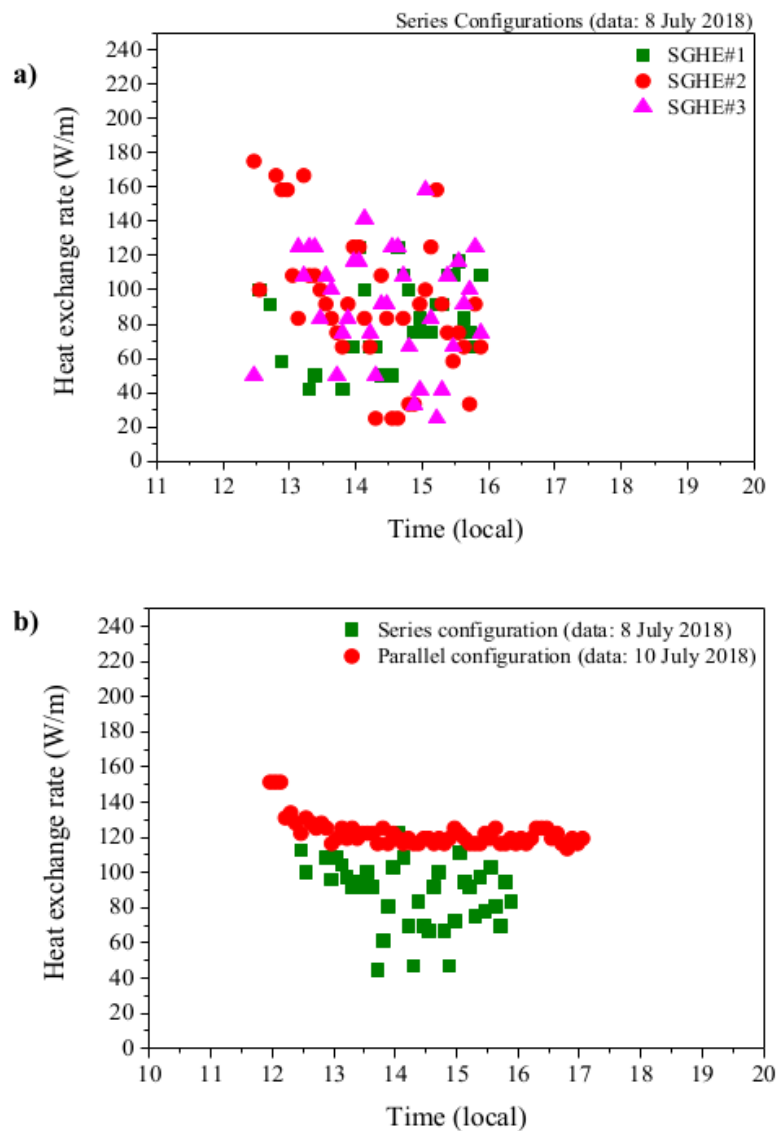 Series Configurations (data: 8 July 2018)
a)
Heat exchange rate (W/m)
240
220
200
180
160
140
120
100
80
60
40
20
0
SGHE#1
SGHE#2
SGHE#3
11 12 13 14 15 16 17 18 19 20
Time (local)
b)
Heat exchange rate (W/m)
240
220
200
180
160
140
120
100
80
60
40
20
0
Series configuration (data: 8 July 2018)
Parallel configuration (data: 10 July 2018)
10 11 12 13 14 15 16 17 18 19 20
Time (local)